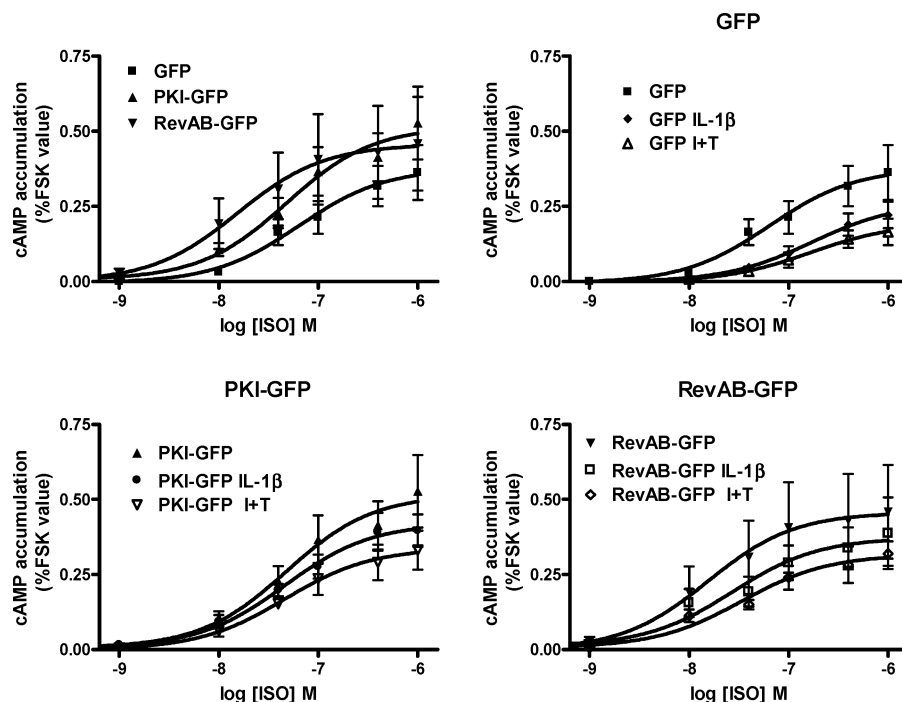 0.75
0.50
0.25
0.00
cAMP accumulation
(%FSK value)
GFP
PKI-GFP
RevAB-GFP
-9
-8
-7
-6
log [ISO] M
GFP
0.75
0.50
0.25
0.00
cAMP accumulation
(%FSK value)
GFP
GFP IL-1β
GFP I+T
-9
-8
-7
-6
log [ISO] M
PKI-GFP
0.75
0.50
0.25
0.00
cAMP accumulation
(%FSK value)
PKI-GFP
PKI-GFP IL-1β
PKI-GFP I+T
-9
-8
-7
-6
log [ISO] M
RevAB-GFP
0.75
0.50
0.25
0.00
cAMP accumulation
(%FSK value)
RevAB-GFP
RevAB-GFP IL-1β
RevAB-GFP I+T
-9
-8
-7
-6
log [ISO] M